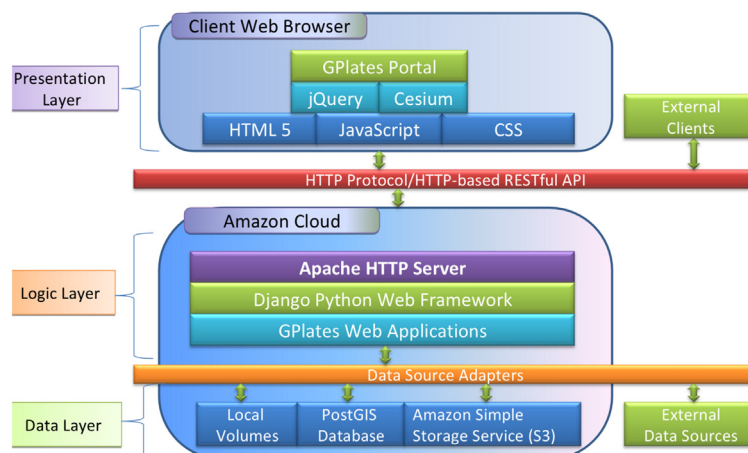 Client Web Browser
GPlates Portal
jQuery
Cesium
HTML 5
JavaScript
CSS
Presentation
Layer
External
Clients
HTTP Protocol/HTTP-based RESTful API
Amazon Cloud
Apache HTTP Server
Django Python Web Framework
GPlates Web Applications
Logic Layer
Data Source Adapters
Data Layer
Local
Volumes
PostGIS
Database
Amazon Simple
Storage Service (S3)
External
Data Sources